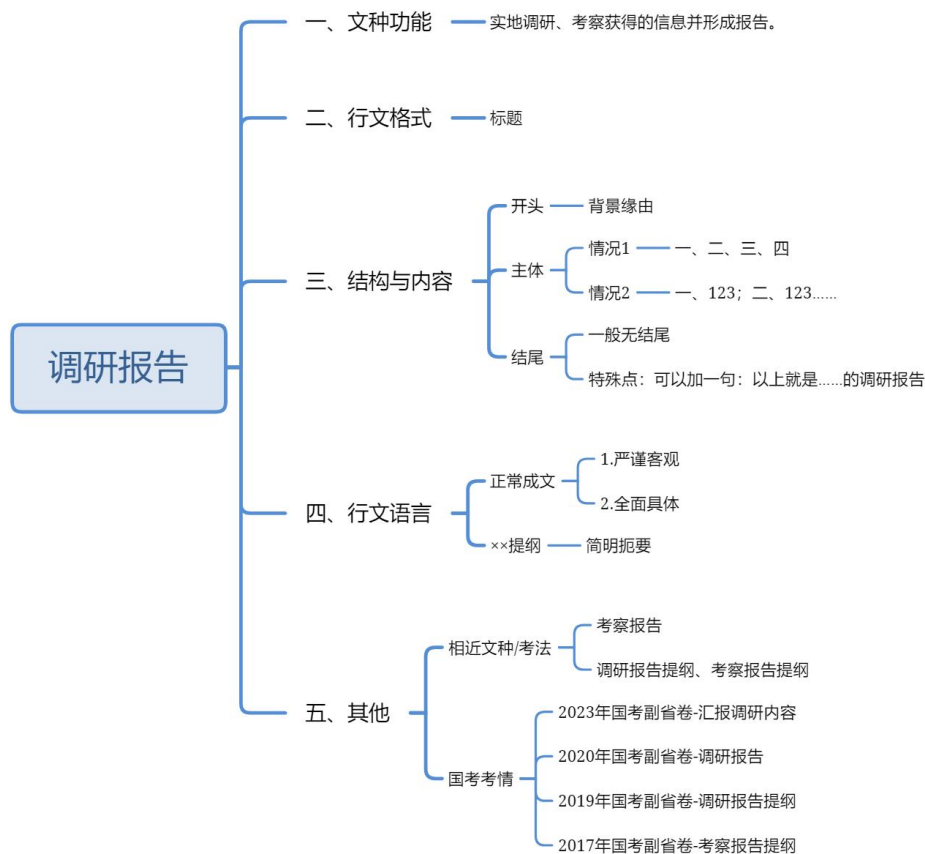 调研报告
一、文种功能
实地调研、考察获得的信息并形成报告。
二、行文格式
标题
三、结构与内容
开头
背景缘由
主体
情况1
一、二、三、四
情况2
一、123；二、123……
结尾
一般无结尾
特殊点：可以加一句：以上就是……的调研报告
四、行文语言
正常成文
1.严谨客观
2.全面具体
××提纲
简明扼要
五、其他
相近文种/考法
考察报告
调研报告提纲、考察报告提纲
国考考情
2023年国考副省卷-汇报调研内容
2020年国考副省卷-调研报告
2019年国考副省卷-调研报告提纲
2017年国考副省卷-考察报告提纲